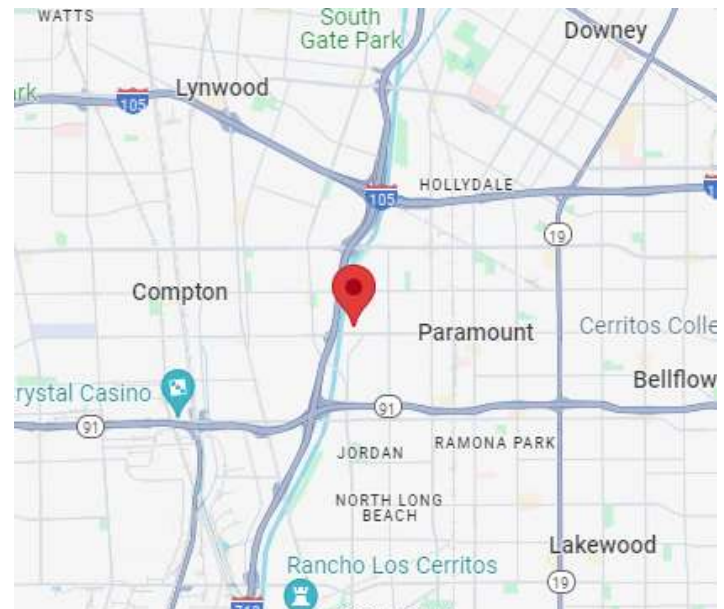 WATTS
South
Gate Park
Downey
Lynwood
105
105
HOLLYDALE
19
Compton
Paramount
Cerritos Colle
Bellflow
rystal Casino
91
91
JORDAN
RAMONA PARK
NORTH LONG
BEACH
Lakewood
Rancho Los Cerritos
19